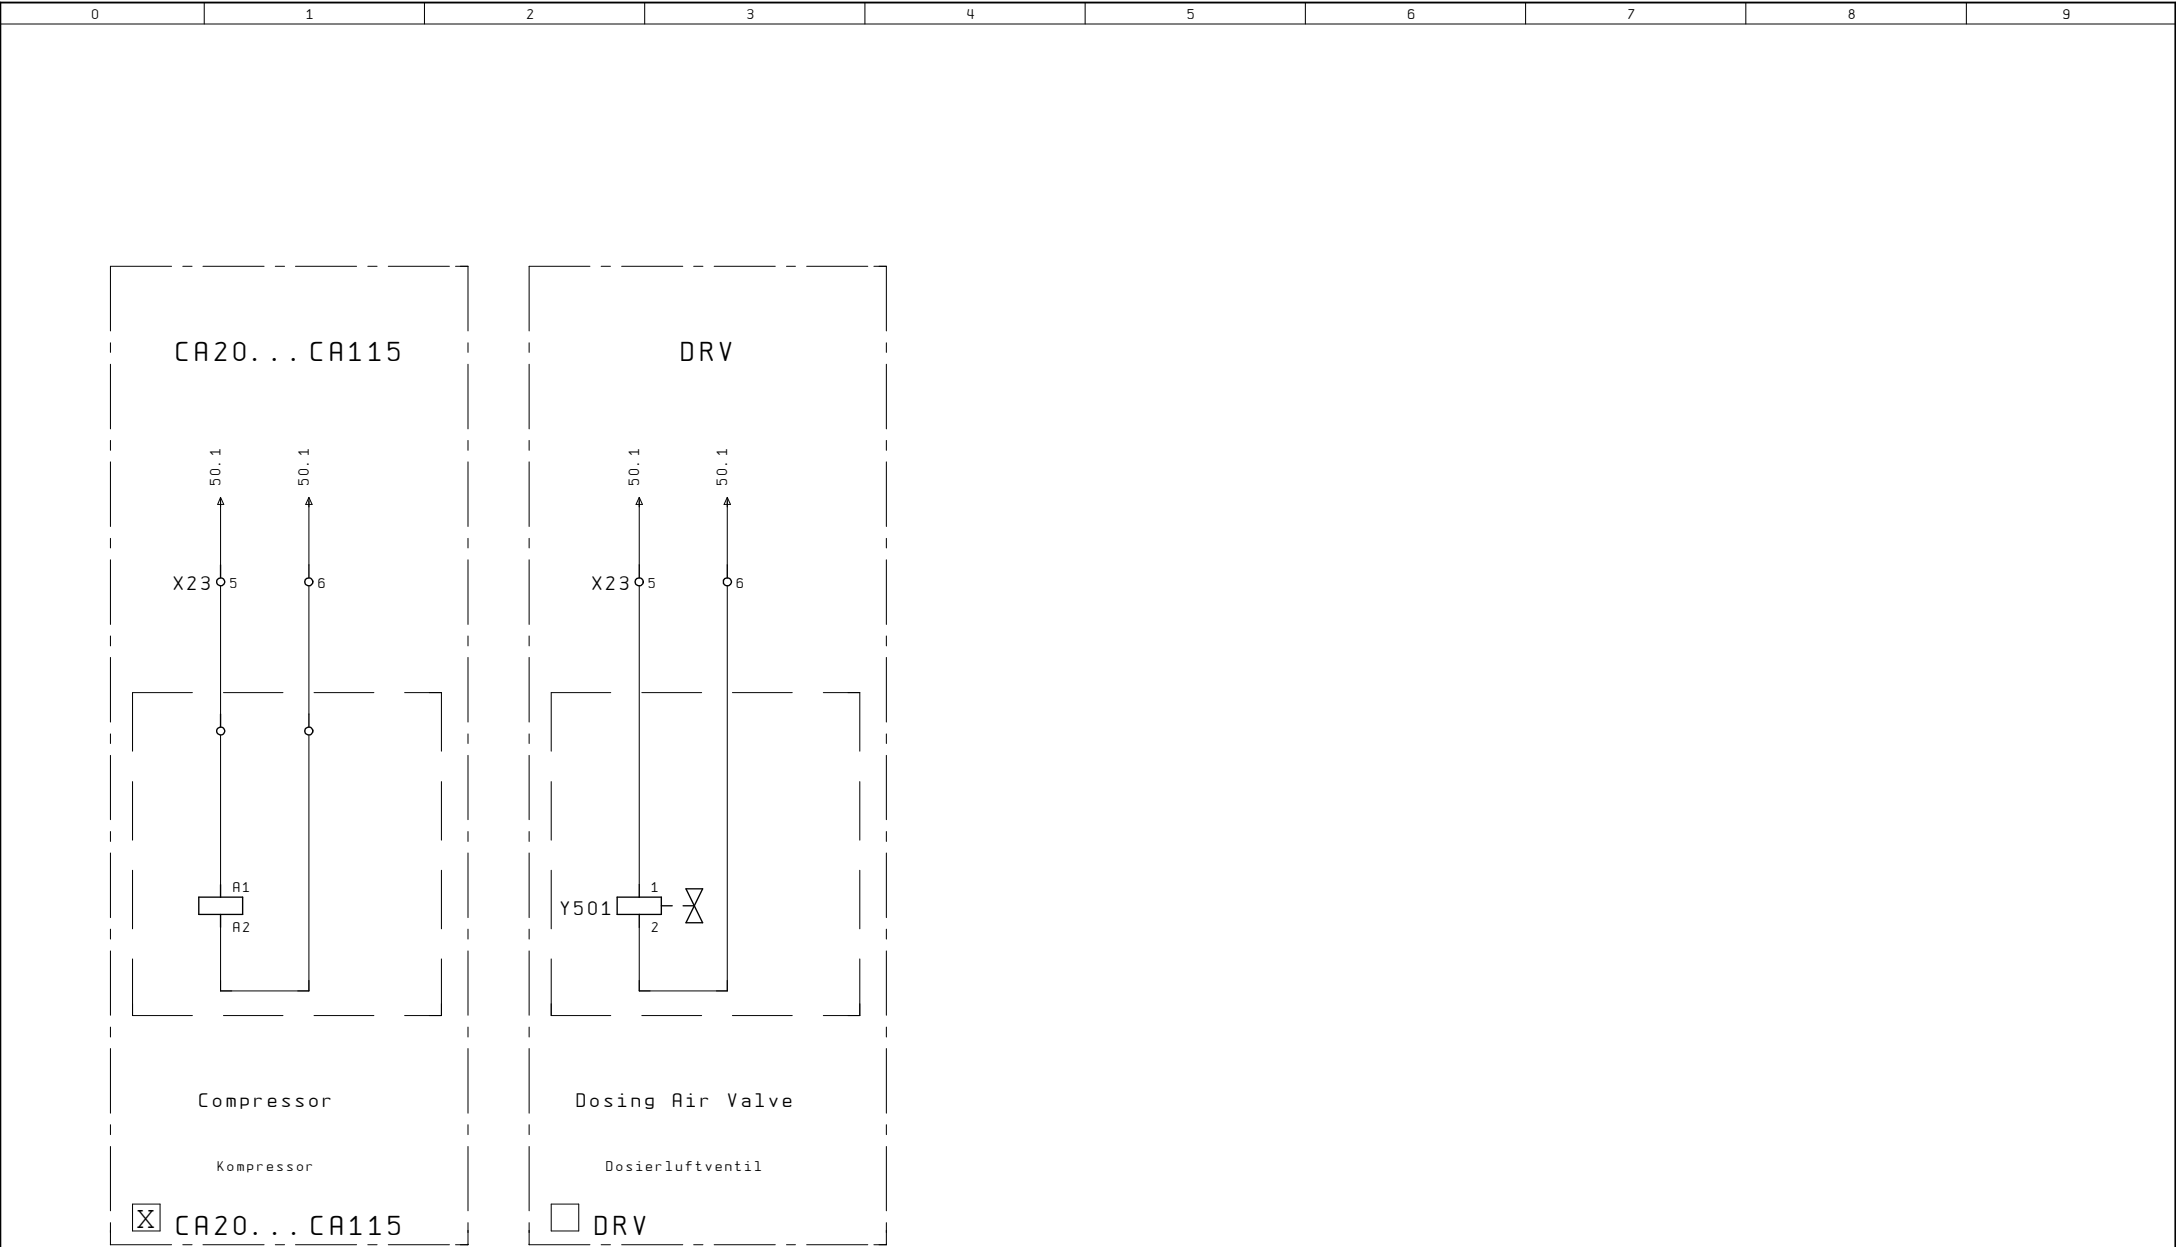 0 1 2 3 4 5 6 7 8 9
CA20...CA115 DRV
50.1 50.1 50.1 50.1
X23 5 6 X23 5 6
A1 1
Y501
A2 2
Compressor Dosing Air Valve
Kompressor Dosierluftventil
X CA20...CA115 DRV